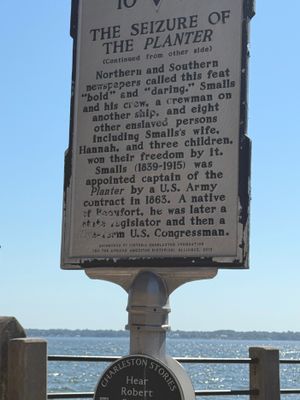 10
THE SEIZURE OF
THE PLANTER
(Continued from other side)
Northern and Southern
newspapers called this feat
"bold" and "daring." Smalls
and his crew, a crewman on
another ship, and eight
other enslaved persons
including Smalls's wife,
Hannah, and three children,
won their freedom by it.
Smalls (1839-1915) was
appointed captain of the
Planter by a U.S. Army
contract in 1863. A native
of Beaufort, he was later a
state legislator and then a
term U.S. Congressman.
CHARLESTON STORIES
Hear
Robert